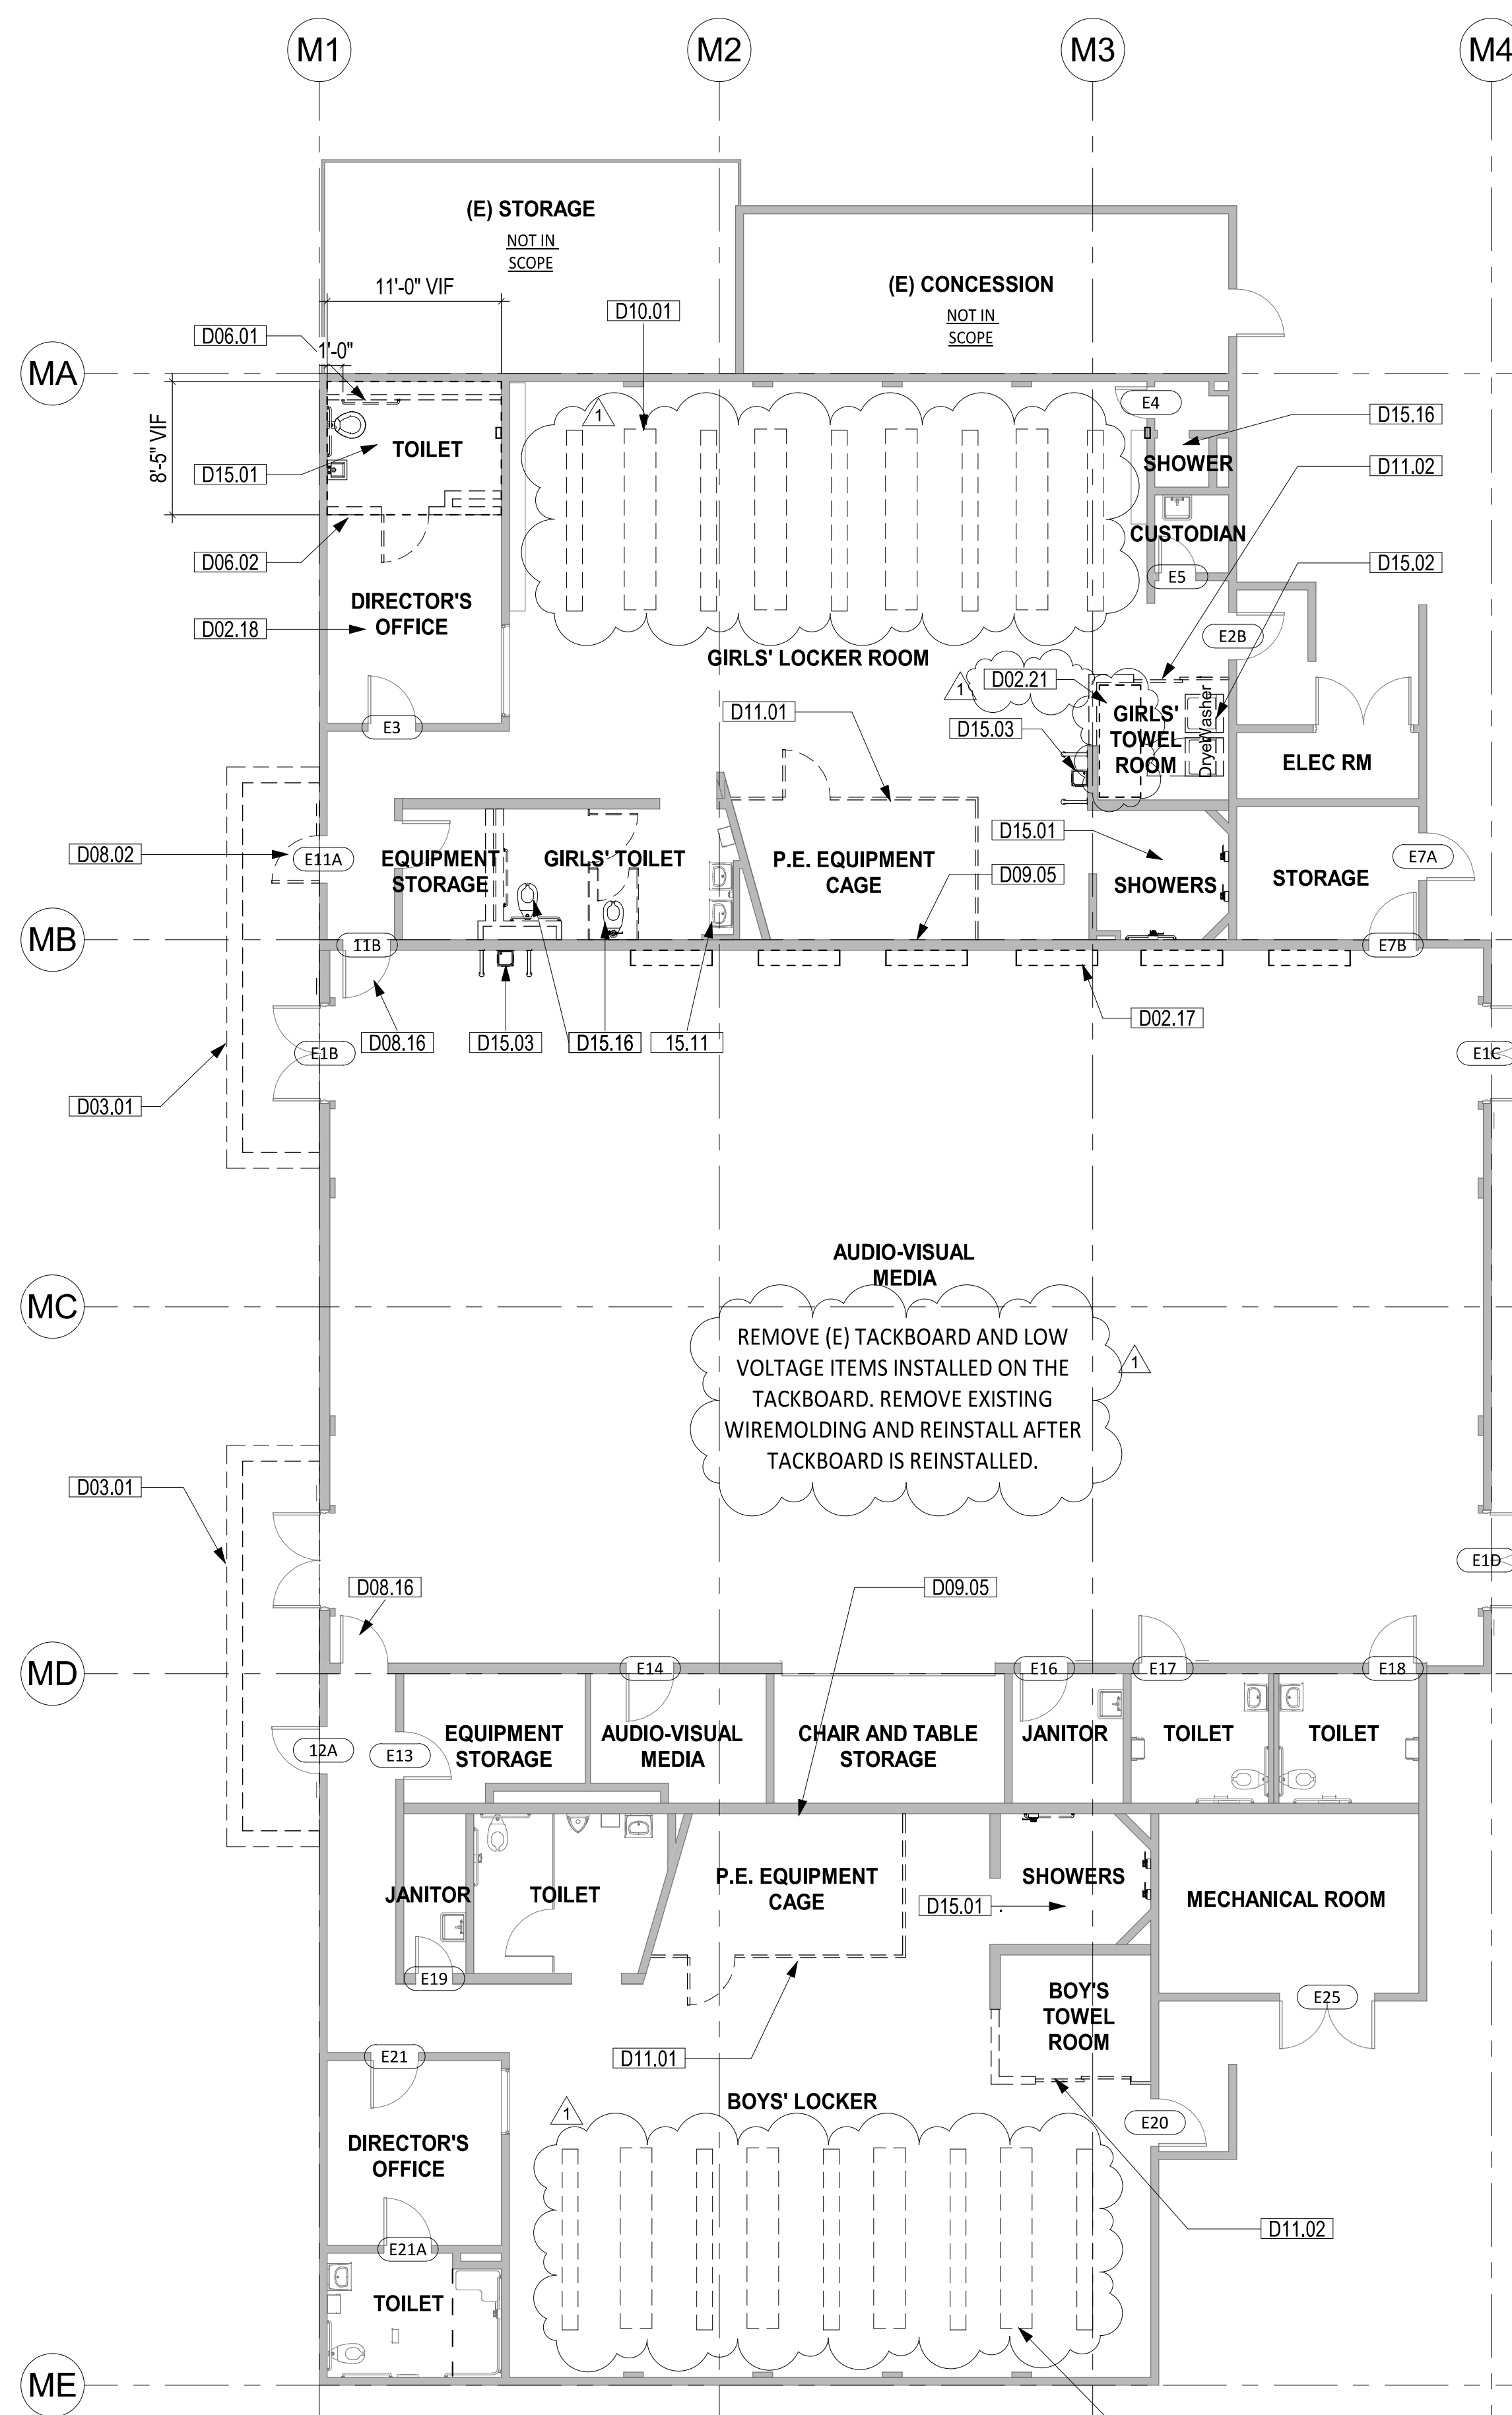 M1
M2
M3
M4
(E) STORAGE
NOT IN
SCOPE
(E) CONCESSION
NOT IN
SCOPE
11'-0" VIF
D10.01
D06.01
1'-0"
MA
8'-5" VIF
1
E4
D15.16
TOILET
D15.01
SHOWER
D11.02
CUSTODIAN
D06.02
E5
D15.02
DIRECTOR'S
OFFICE
D02.18
E2B
GIRLS' LOCKER ROOM
1
D02.21
D11.01
GIRLS'
TOWEL
ROOM
Washer
Dryer
D15.03
E3
ELEC RM
D15.01
D08.02
E11A
EQUIPMENT
STORAGE
GIRLS' TOILET
P.E. EQUIPMENT
CAGE
D09.05
SHOWERS
STORAGE
E7A
MB
11B
E7B
D08.16
D15.03
D15.16
15.11
D02.17
E1B
E1C
D03.01
AUDIO-VISUAL
MEDIA
MC
REMOVE (E) TACKBOARD AND LOW
VOLTAGE ITEMS INSTALLED ON THE
TACKBOARD. REMOVE EXISTING
WIREMOLDING AND REINSTALL AFTER
TACKBOARD IS REINSTALLED.
1
D03.01
E1D
D08.16
D09.05
MD
E14
E16
E17
E18
12A
E13
EQUIPMENT
STORAGE
AUDIO-VISUAL
MEDIA
CHAIR AND TABLE
STORAGE
JANITOR
TOILET
TOILET
JANITOR
TOILET
P.E. EQUIPMENT
CAGE
SHOWERS
D15.01
MECHANICAL ROOM
E19
BOY'S
TOWEL
ROOM
E25
E21
D11.01
BOYS' LOCKER
1
E20
DIRECTOR'S
OFFICE
D11.02
E21A
TOILET
ME